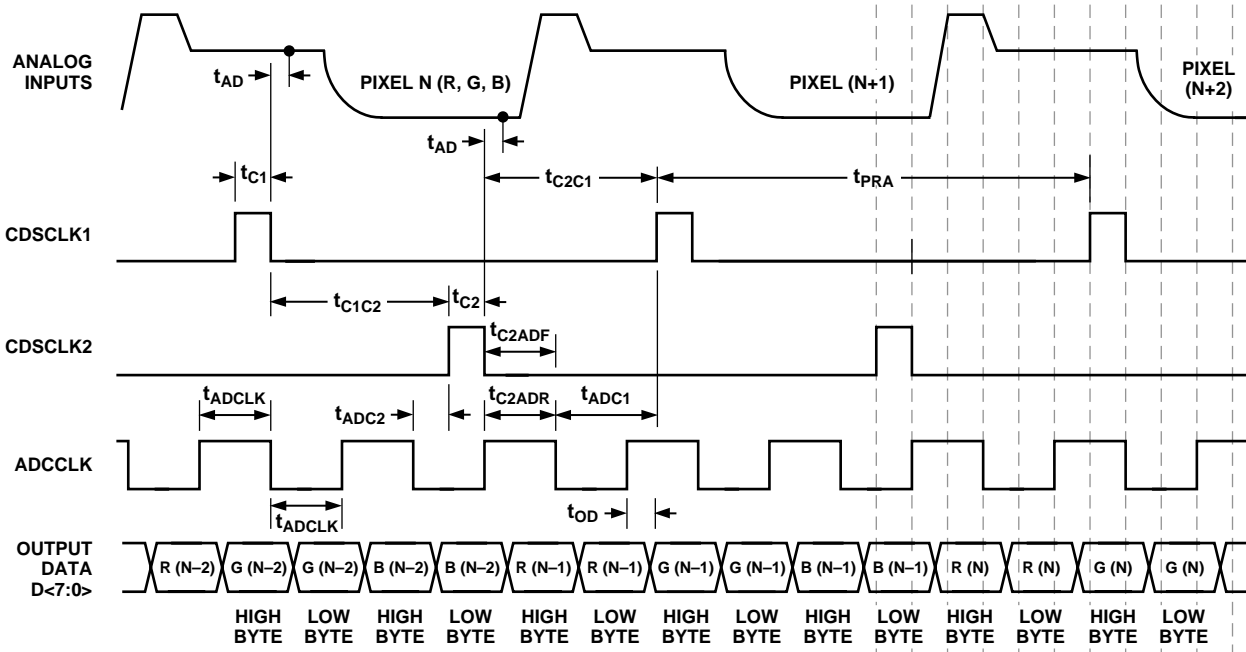 ANALOG
INPUTS
tAD
PIXEL N (R, G, B)
PIXEL (N+1)
PIXEL
(N+2)
tAD
tC1
tC2C1
tPRA
CDSCLK1
tC1C2
tC2
CDSCLK2
tC2ADF
tADCLK
tADC2
tC2ADR
tADC1
ADCCLK
tADCLK
tOD
OUTPUT
DATA
D<7:0>
R (N–2)
G (N–2)
G (N–2)
B (N–2)
B (N–2)
R (N–1)
R (N–1)
G (N–1)
G (N–1)
B (N–1)
B (N–1)
R (N)
R (N)
G (N)
G (N)
HIGH
BYTE
LOW
BYTE
HIGH
BYTE
LOW
BYTE
HIGH
BYTE
LOW
BYTE
HIGH
BYTE
LOW
BYTE
HIGH
BYTE
LOW
BYTE
HIGH
BYTE
LOW
BYTE
HIGH
BYTE
LOW
BYTE